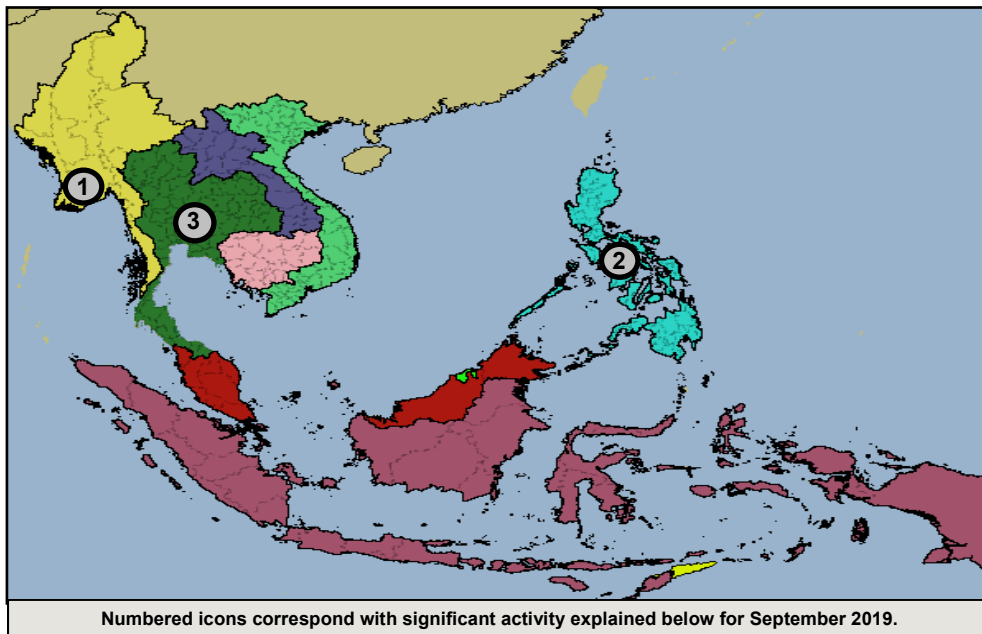 1
3
2
Numbered icons correspond with significant activity explained below for September 2019.